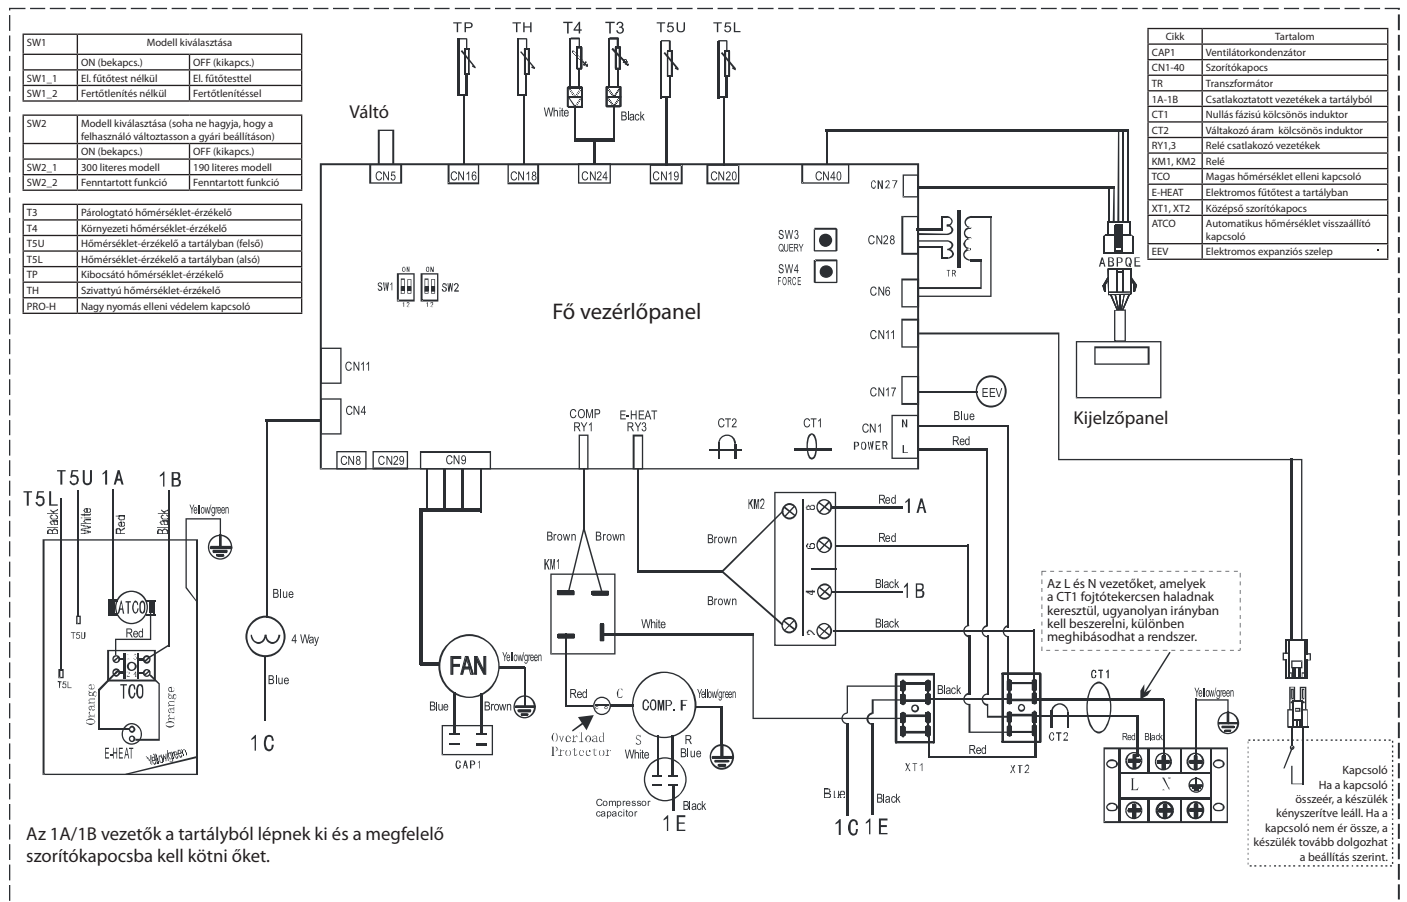 SW1 Modell kiválasztása
ON (bekapcs.) OFF (kikapcs.)
SW1_1 El. fűtőtest nélkül El. fűtőtesttel
SW1_2 Fertőtlenítés nélkül Fertőtlenítéssel
SW2 Modell kiválasztása (soha ne hagyja, hogy a
felhasználó változtasson a gyári beállításon)
ON (bekapcs.) OFF (kikapcs.)
SW2_1 300 literes modell 190 literes modell
SW2_2 Fenntartott funkció Fenntartott funkció
T3 Párologtató hőmérséklet-érzékelő
T4 Környezeti hőmérséklet-érzékelő
T5U Hőmérséklet-érzékelő a tartályban (felső)
T5L Hőmérséklet-érzékelő a tartályban (alsó)
TP Kibocsátó hőmérséklet-érzékelő
TH Szivattyú hőmérséklet-érzékelő
PRO-H Nagy nyomás elleni védelem kapcsoló
TP TH T4 T3 T5U T5L
White Black
Váltó
CN5 CN16 CN18 CN24 CN19 CN20 CN40
Cikk Tartalom
CAP1 Ventilátorkondenzátor
CN1-40 Szorítókapocs
TR Transzformátor
1A-1B Csatlakoztatott vezetékek a tartályból
CT1 Nullás fázisú kölcsönös induktor
CT2 Váltakozó áram kölcsönös induktor
RY1,3 Relé csatlakozó vezetékek
KM1, KM2 Relé
TCO Magas hőmérséklet elleni kapcsoló
E-HEAT Elektromos fűtőtest a tartályban
XT1, XT2 Középső szorítókapocs
ATCO Automatikus hőmérséklet visszaállító
kapcsoló
EEV Elektromos expanziós szelep
CN27
CN28
TR
CN6
CN11
CN17
EEV
CN1
POWER
N
L
Blue
Red
ABPQE
Kijelzőpanel
SW3
QUERY
SW4
FORCE
ON ON
SW1 SW2
12 12
Fő vezérlőpanel
CN11
CN4
CN8 CN29 CN9
COMP
RY1
E-HEAT
RY3
CT2 CT1
T5L T5U 1A 1B
Black White Red Black Yellow/green
ATCO
Red
T5U
T5L
TCO
Orange Orange
E-HEAT
Yellow/green
Blue
4 Way
Blue
1C
FAN
Yellow/green
Blue Brown
CAP1
Brown Brown
KM1
White
Red C
Overload
Protector
COMP. F
Yellow/green
S R
White Blue
Compressor
capacitor
Black
1E
Brown
Brown
KM2
8 Red 1A
6 Red
4 Black 1B
2 Black
Az L és N vezetőket, amelyek
a CT1 fojtótekercsen haladnak
keresztül, ugyanolyan irányban
kell beszerelni, különben
meghibásodhat a rendszer.
Black
Red
XT1 XT2
CT1
CT2
Blue Black
1C 1E
Yellow/green
Red Black
L N
Kapcsoló
Ha a kapcsoló
összeér, a készülék
kényszerítve leáll. Ha a
kapcsoló nem ér össze, a
készülék tovább dolgozhat
a beállítás szerint.
Az 1A/1B vezetők a tartályból lépnek ki és a megfelelő
szorítókapocsba kell kötni őket.